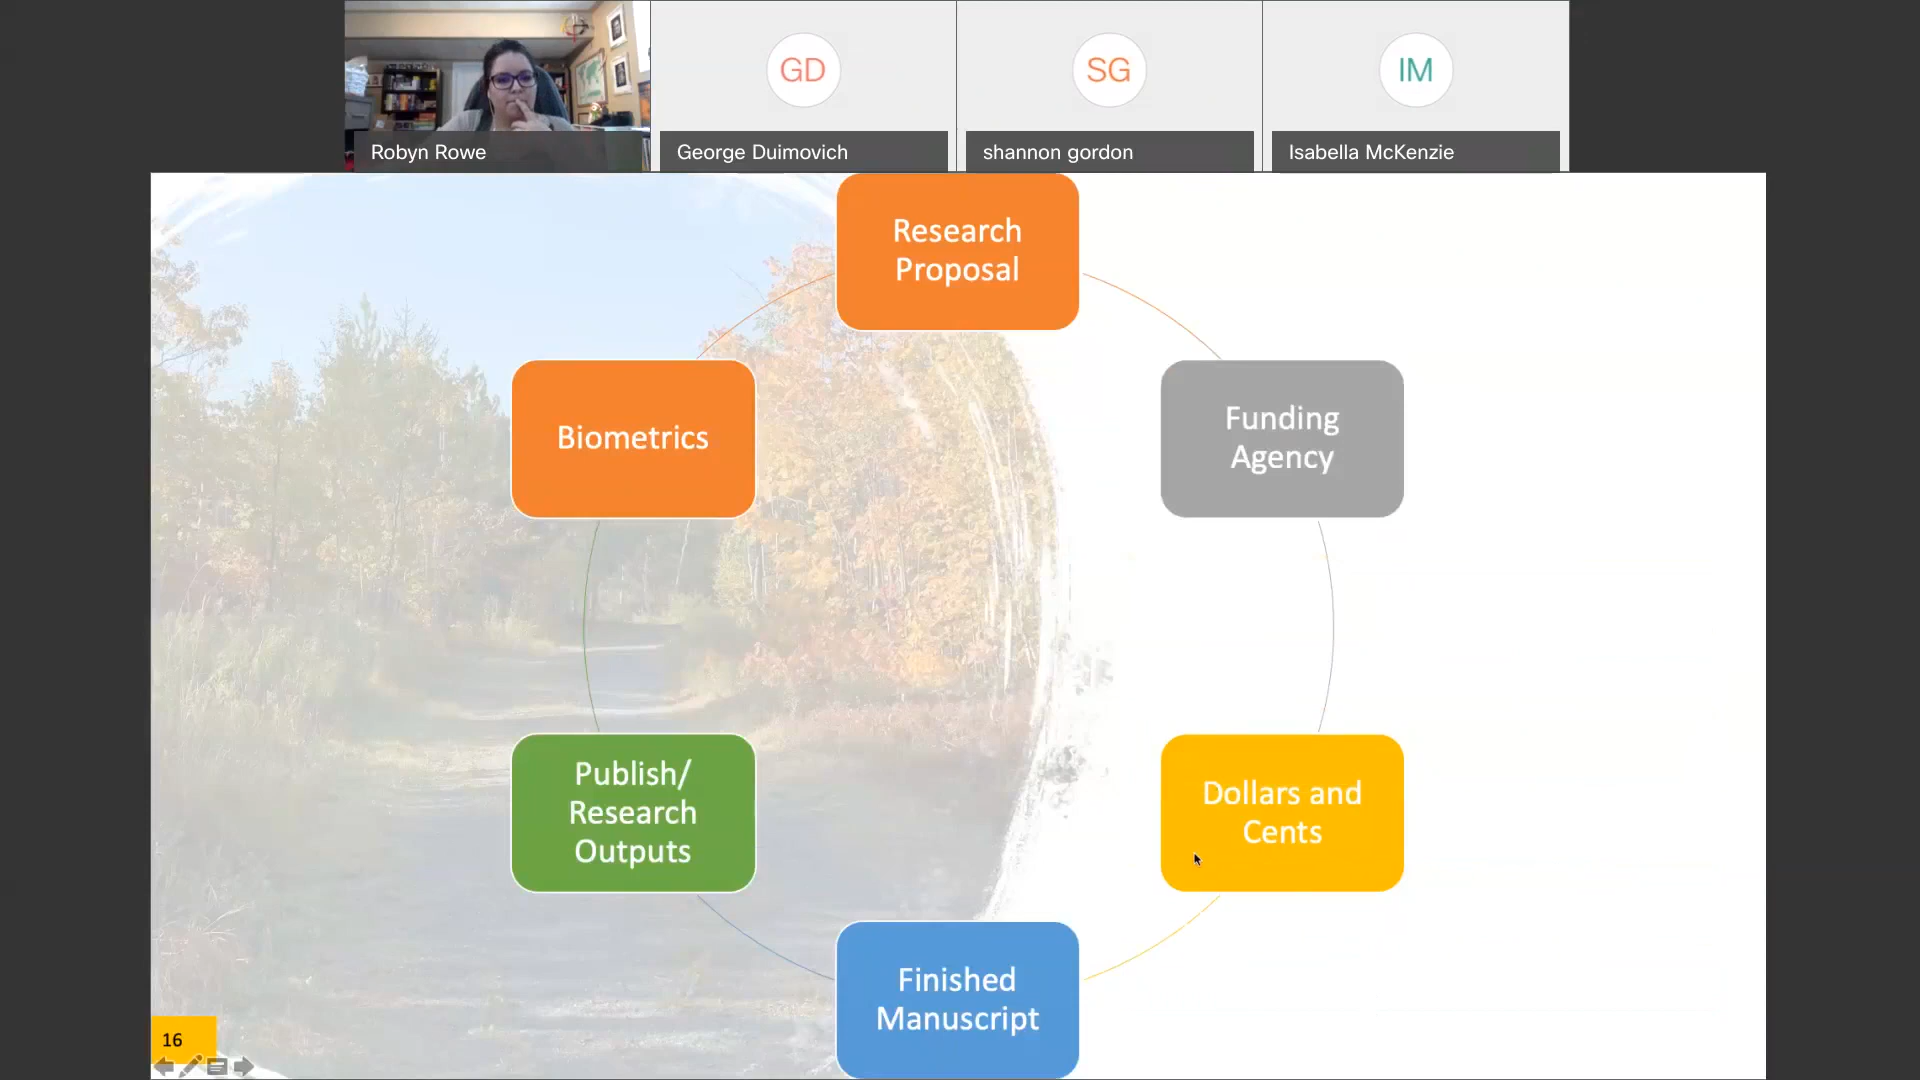 GD
SG
IM
Robyn Rowe
George Duimovich
shannon gordon
Isabella McKenzie
Research
Proposal
Funding
Agency
Dollars and
Cents
Finished
Manuscript
Publish/
Research
Outputs
Biometrics
16